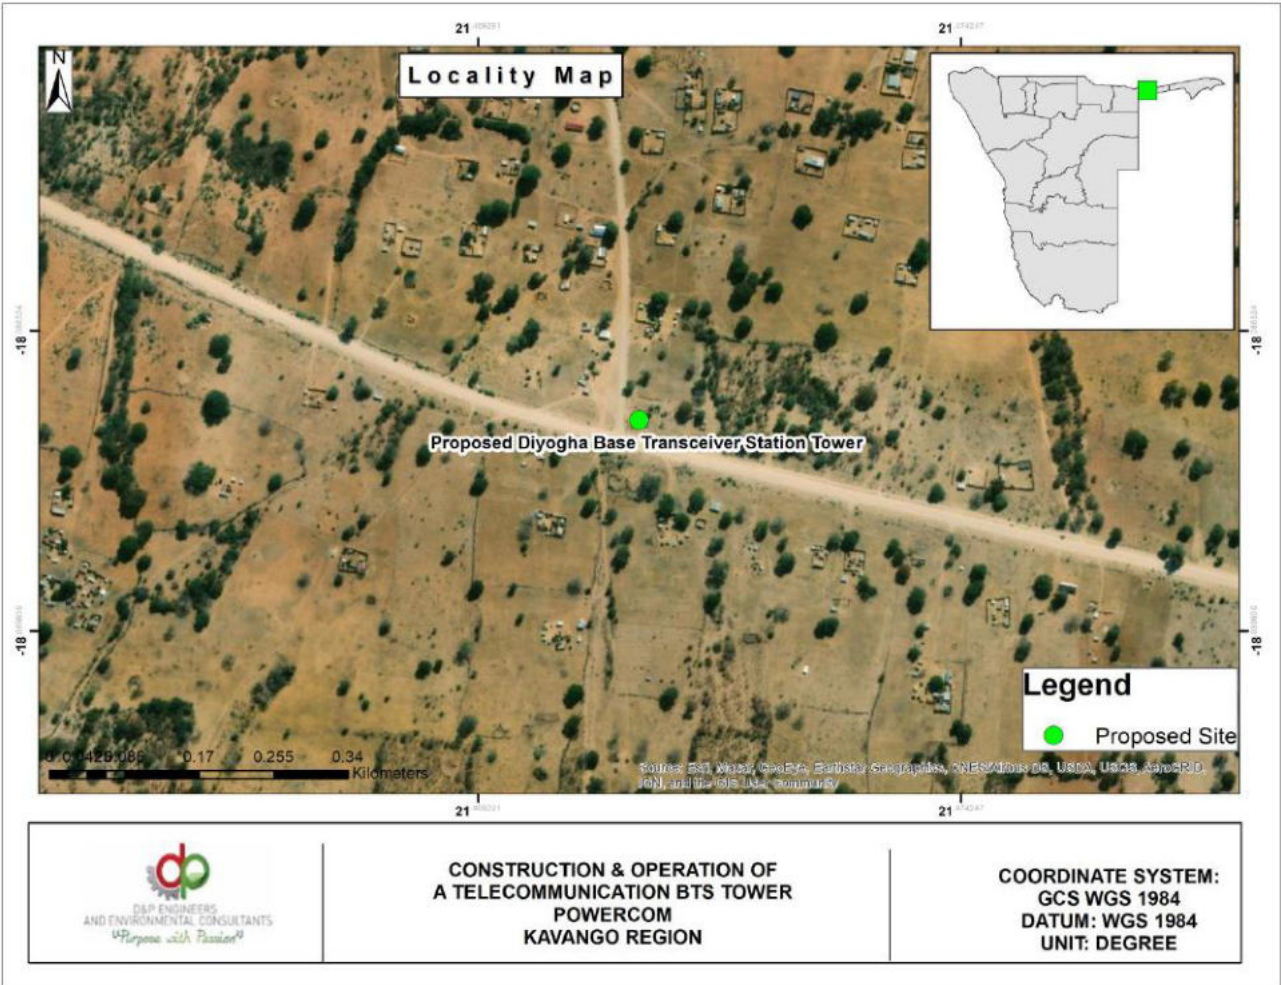 21
21
N
Locality Map
-18
-18
Proposed Diyogha Base Transceiver Station Tower
-18
-18
Legend
Proposed Site
0.17 0.255 0.34
Kilometers
21
21
D&P ENGINEERS
AND ENVIRONMENTAL CONSULTANTS
"Purpose with Passion"
CONSTRUCTION & OPERATION OF
A TELECOMMUNICATION BTS TOWER
POWERCOM
KAVANGO REGION
COORDINATE SYSTEM:
GCS WGS 1984
DATUM: WGS 1984
UNIT: DEGREE